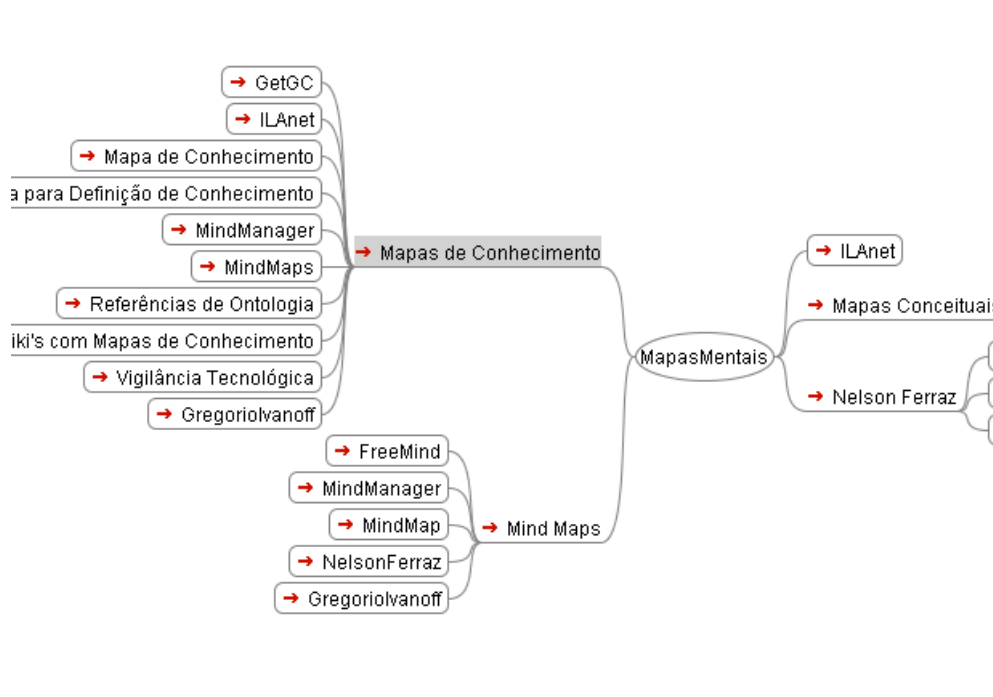 GetGC
ILAnet
Mapa de Conhecimento
a para Definição de Conhecimento
MindManager
MindMaps
Referências de Ontologia
iki's com Mapas de Conhecimento
Vigilância Tecnológica
GregorioIvanoff
Mapas de Conhecimento
FreeMind
MindManager
MindMap
NelsonFerraz
GregorioIvanoff
Mind Maps
MapasMentais
ILAnet
Mapas Conceituais
Nelson Ferraz